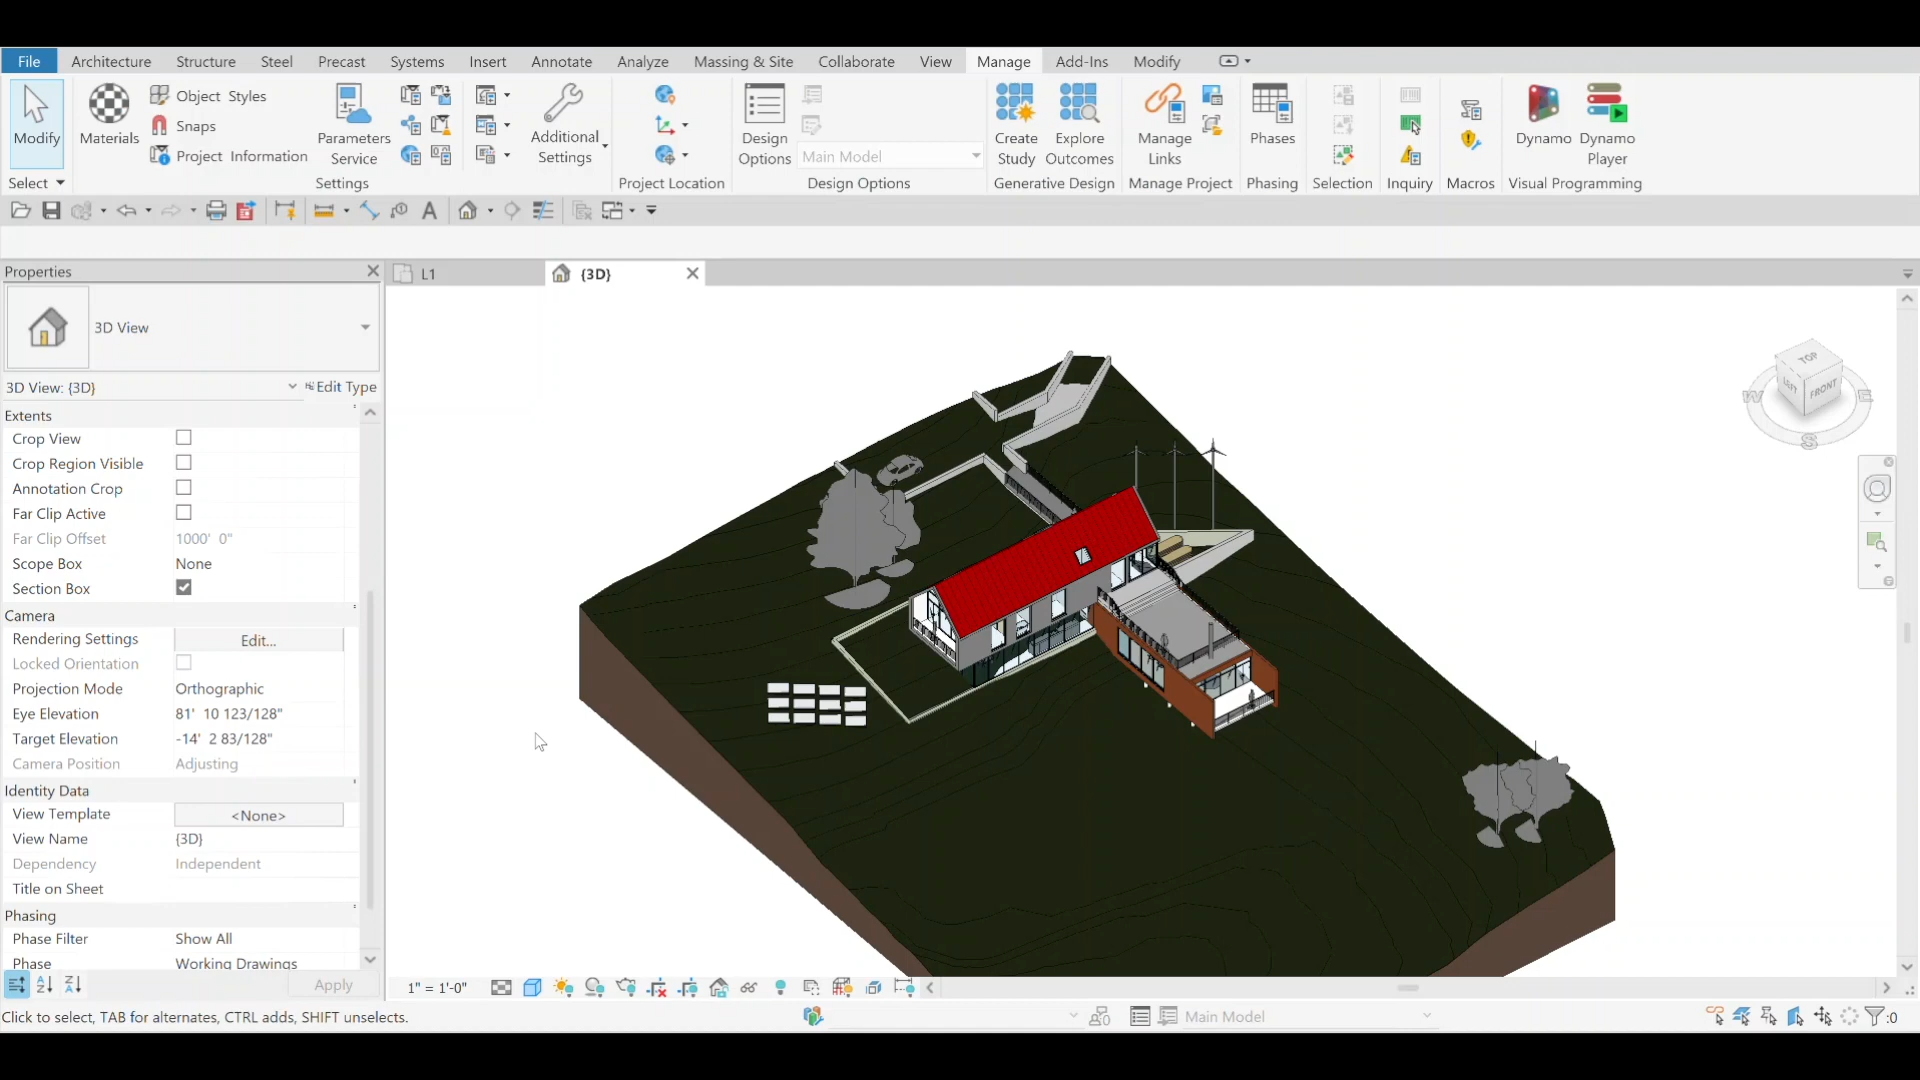 File Architecture Structure Steel Precast Systems Insert Annotate Analyze Massing & Site Collaborate View Manage Add-Ins Modify
Modify
Materials
Object Styles
Snaps
Project Information
Parameters Service
Additional Settings
Design Options
Main Model
Create Study
Explore Outcomes
Manage Links
Phases
Dynamo
Dynamo Player
Select Settings Project Location Design Options Generative Design Manage Project Phasing Selection Inquiry Macros Visual Programming
Properties
L1
{3D}
3D View
3D View: {3D}
Edit Type
Extents
Crop View
Crop Region Visible
Annotation Crop
Far Clip Active
Far Clip Offset 1000' 0"
Scope Box None
Section Box
Camera
Rendering Settings Edit...
Locked Orientation
Projection Mode Orthographic
Eye Elevation 81' 10 123/128"
Target Elevation -14' 2 83/128"
Camera Position Adjusting
Identity Data
View Template <None>
View Name {3D}
Dependency Independent
Title on Sheet
Phasing
Phase Filter Show All
Phase Working Drawings
Apply
TOP
LEFT
FRONT
W
E
S
1" = 1'-0"
Click to select, TAB for alternates, CTRL adds, SHIFT unselects.
Main Model
:0